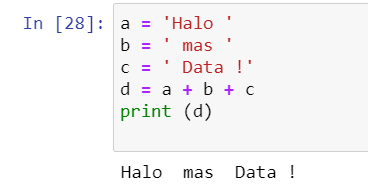 In [28]: a = 'Halo '
b = ' mas '
c = ' Data !'
d = a + b + c
print (d)
Halo  mas  Data !